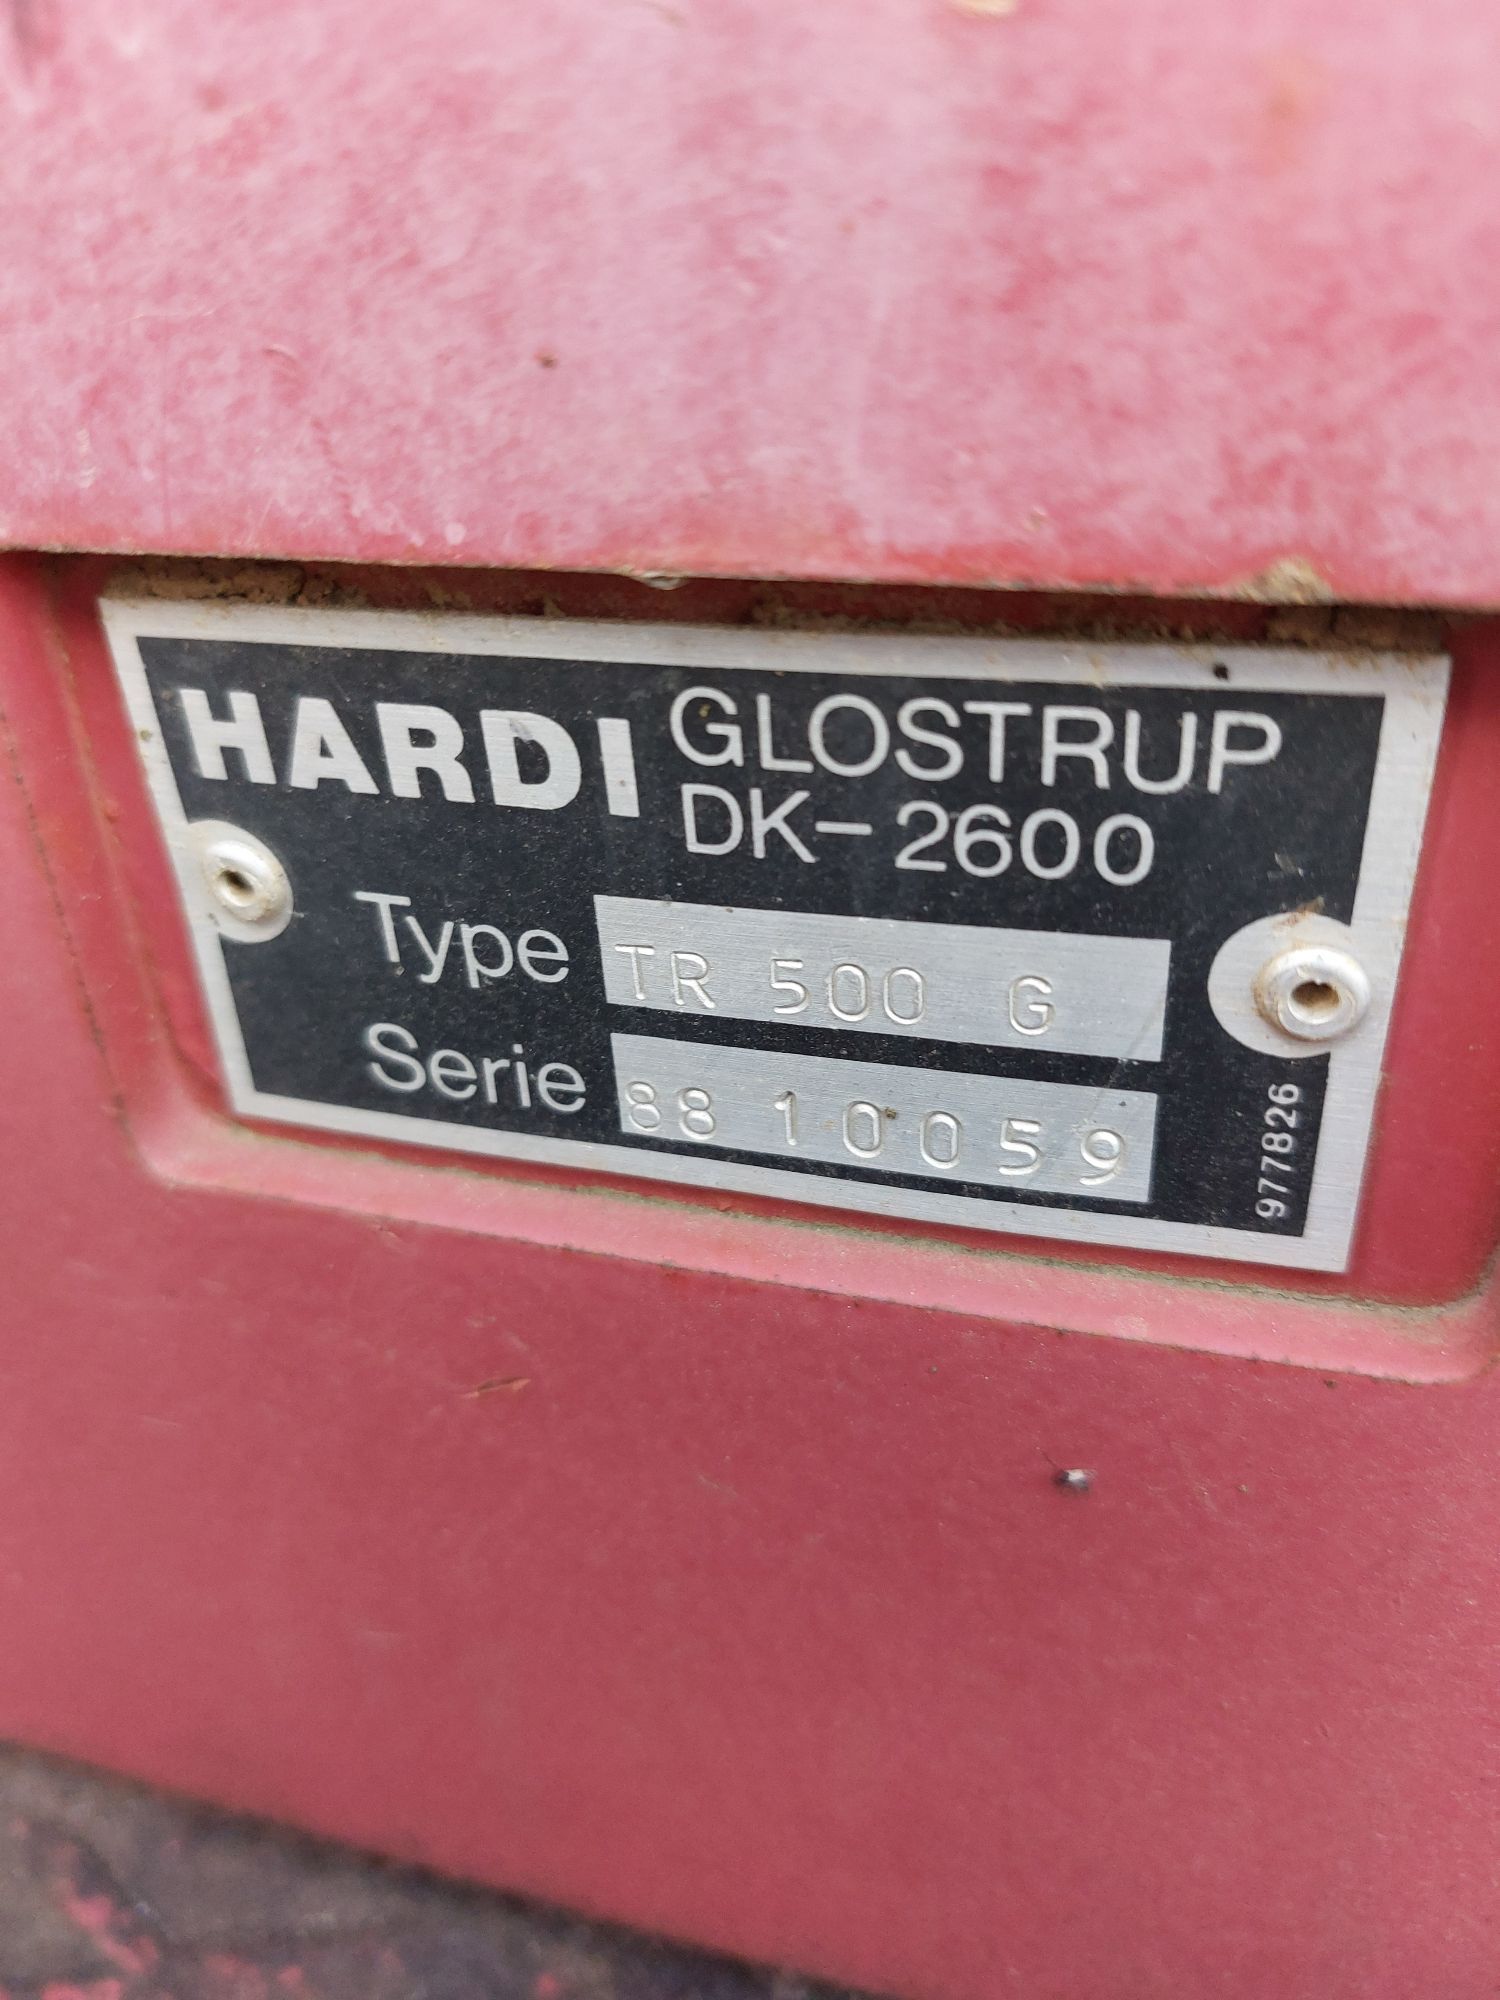 HARDI GLOSTRUP
DK-2600
Type TR 500 G
Serie 88 10059
977826